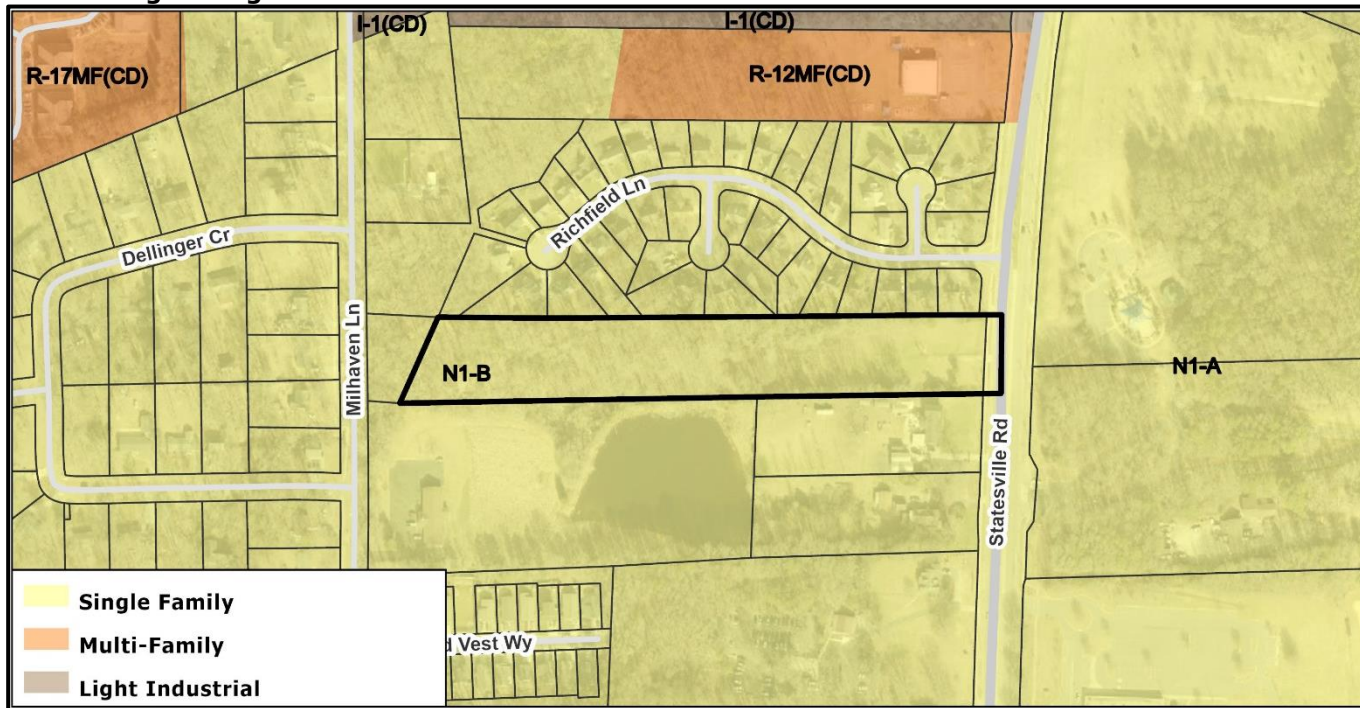 I-1(CD)
I-1(CD)
R-17MF(CD)
R-12MF(CD)
Richfield Ln
Dellinger Cr
Milhaven Ln
N1-B
N1-A
Statesville Rd
Single Family
Multi-Family
Light Industrial
Vest Wy